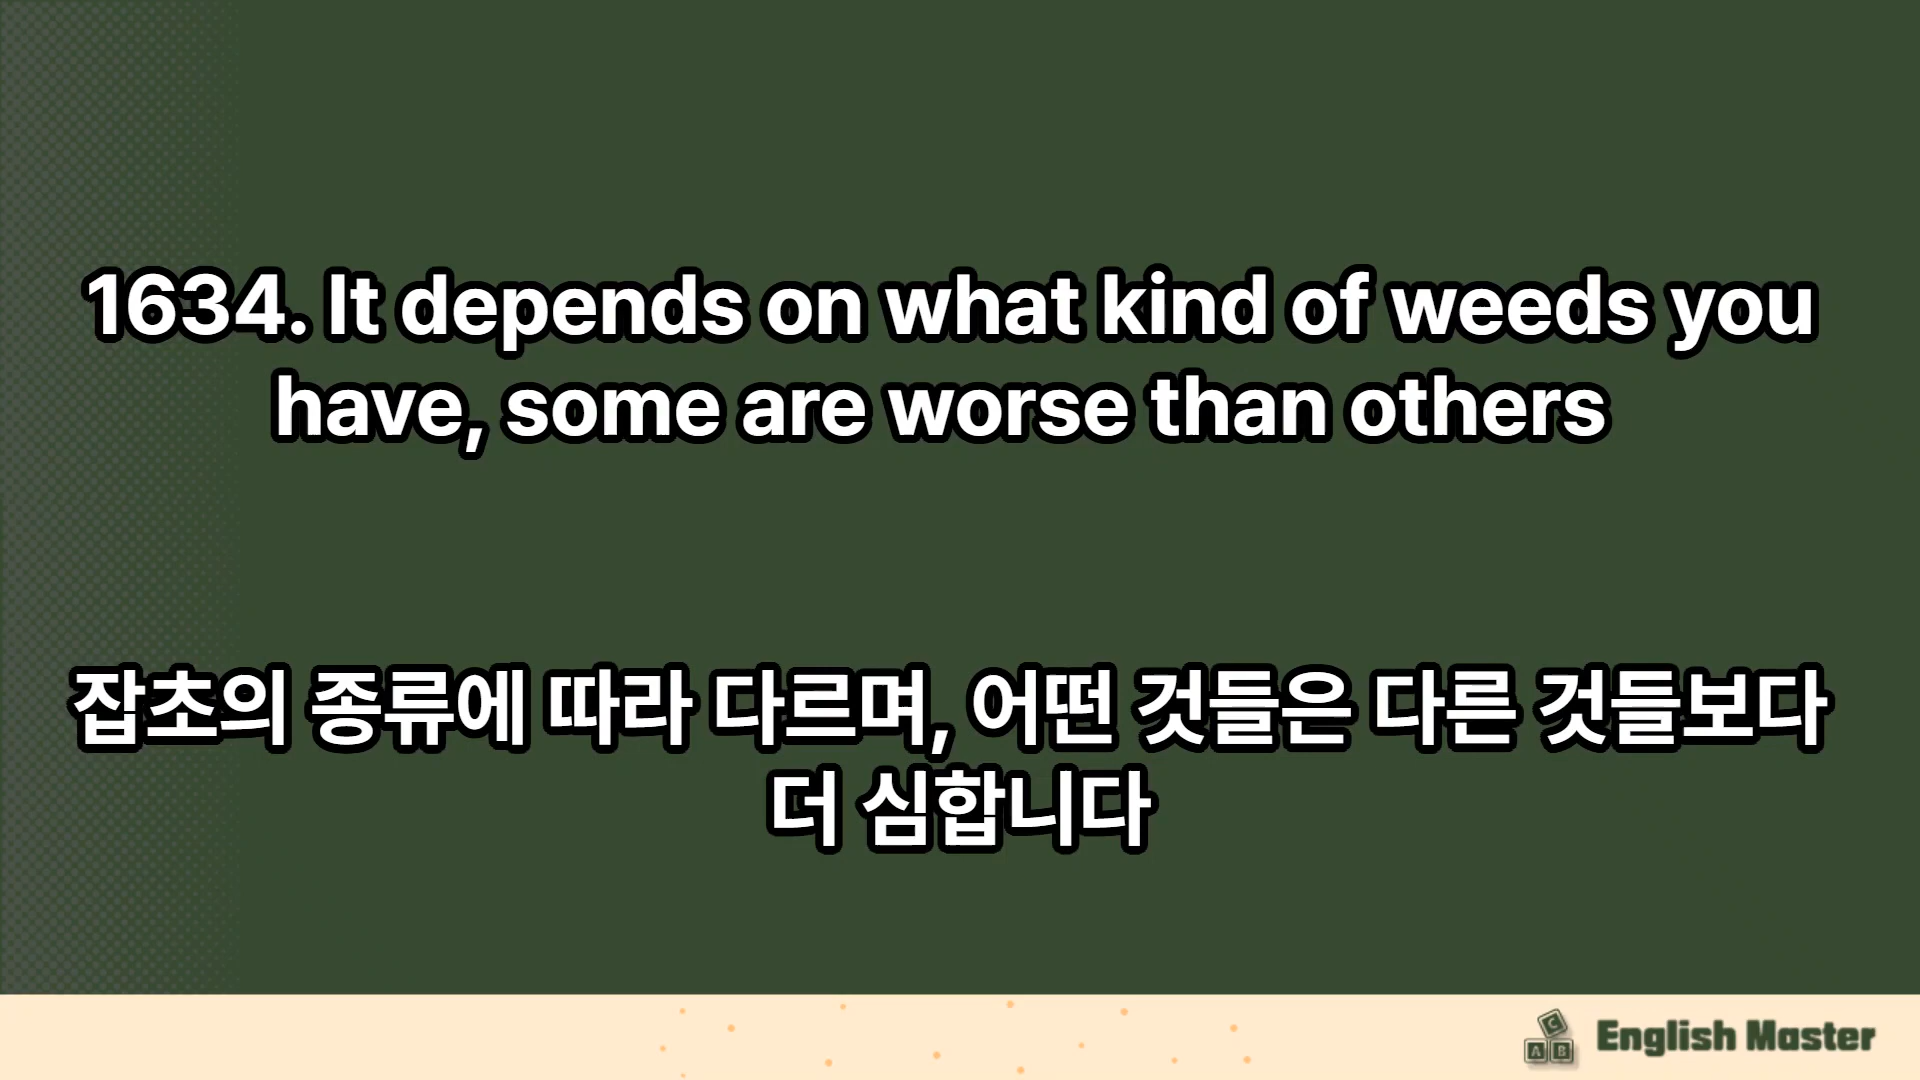 1634. It depends on what kind of weeds you
have, some are worse than others
잡초의 종류에 따라 다르며, 어떤 것들은 다른 것들보다
더 심합니다
C
A B
English Master